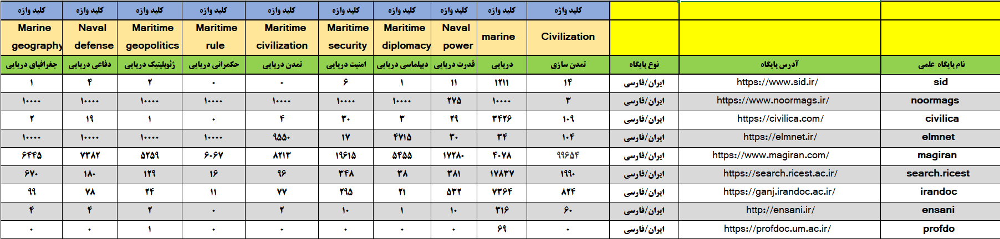 کلید واژه کلید واژه کلید واژه کلید واژه کلید واژه کلید واژه کلید واژه کلید واژه کلید واژه کلید واژه
Marine geography Naval defense Maritime geopolitics Maritime rule Maritime civilization Maritime security Maritime diplomacy Naval power marine Civilization
نام پایگاه علمی آدرس پایگاه نوع پایگاه تمدن سازی دریایی قدرت دریایی دیپلماسی دریایی امنیت دریایی تمدن دریایی حکمرانی دریایی ژئوپلیتیک دریایی دفاعی دریایی جغرافیای دریایی
sid https://www.sid.ir/ ایران/فارسی ۱۴ ۱۲۱۱ ۱۱ ۱ ۶ ۰ ۰ ۲ ۴ ۱
noormags https://www.noormags.ir/ ایران/فارسی ۳ ۱۰۰۰۰ ۲۷۵ ۱۰۰۰۰ ۱۰۰۰۰ ۱۰۰۰۰ ۱۰۰۰۰ ۱۰۰۰۰ ۱۰۰۰۰ ۱۰۰۰۰
civilica https://civilica.com/ ایران/فارسی ۱۰۹ ۳۴۲۶ ۲۹ ۳ ۳۰ ۴ ۰ ۱ ۱۹ ۲
elmnet https://elmnet.ir/ ایران/فارسی ۱۰۴ ۳۴ ۳۰ ۴۷۱۵ ۱۷ ۹۵۵۰ ۱۰۰۰۰ ۱۰۰۰۰ ۱۰۰۰۰ ۱۰۰۰۰
magiran https://www.magiran.com/ ایران/فارسی ۹۹۶۵۴ ۴۰۷۸ ۱۷۲۸۰ ۵۴۵۵ ۱۹۶۱۵ ۸۲۱۳ ۶۰۶۷ ۵۲۵۹ ۷۳۸۲ ۶۴۴۵
search.ricest https://search.ricest.ac.ir/ ایران/فارسی ۱۹۹۰ ۱۷۸۳۷ ۳۸۱ ۳۸ ۳۴۸ ۹۶ ۱۶ ۱۲۹ ۱۸۰ ۶۷۰
irandoc https://ganj.irandoc.ac.ir/ ایران/فارسی ۸۲۴ ۷۳۶۴ ۵۳۲ ۲۱ ۲۹۵ ۷۷ ۱۱ ۲۴ ۷۸ ۹۹
ensani http://ensani.ir/ ایران/فارسی ۶۰ ۳۱۶ ۱۰ ۱ ۱۰ ۲ ۰ ۲ ۴ ۴
profdo https://profdoc.um.ac.ir/ ایران/فارسی ۰ ۶۹ ۰ ۰ ۰ ۰ ۰ ۱ ۰ ۰